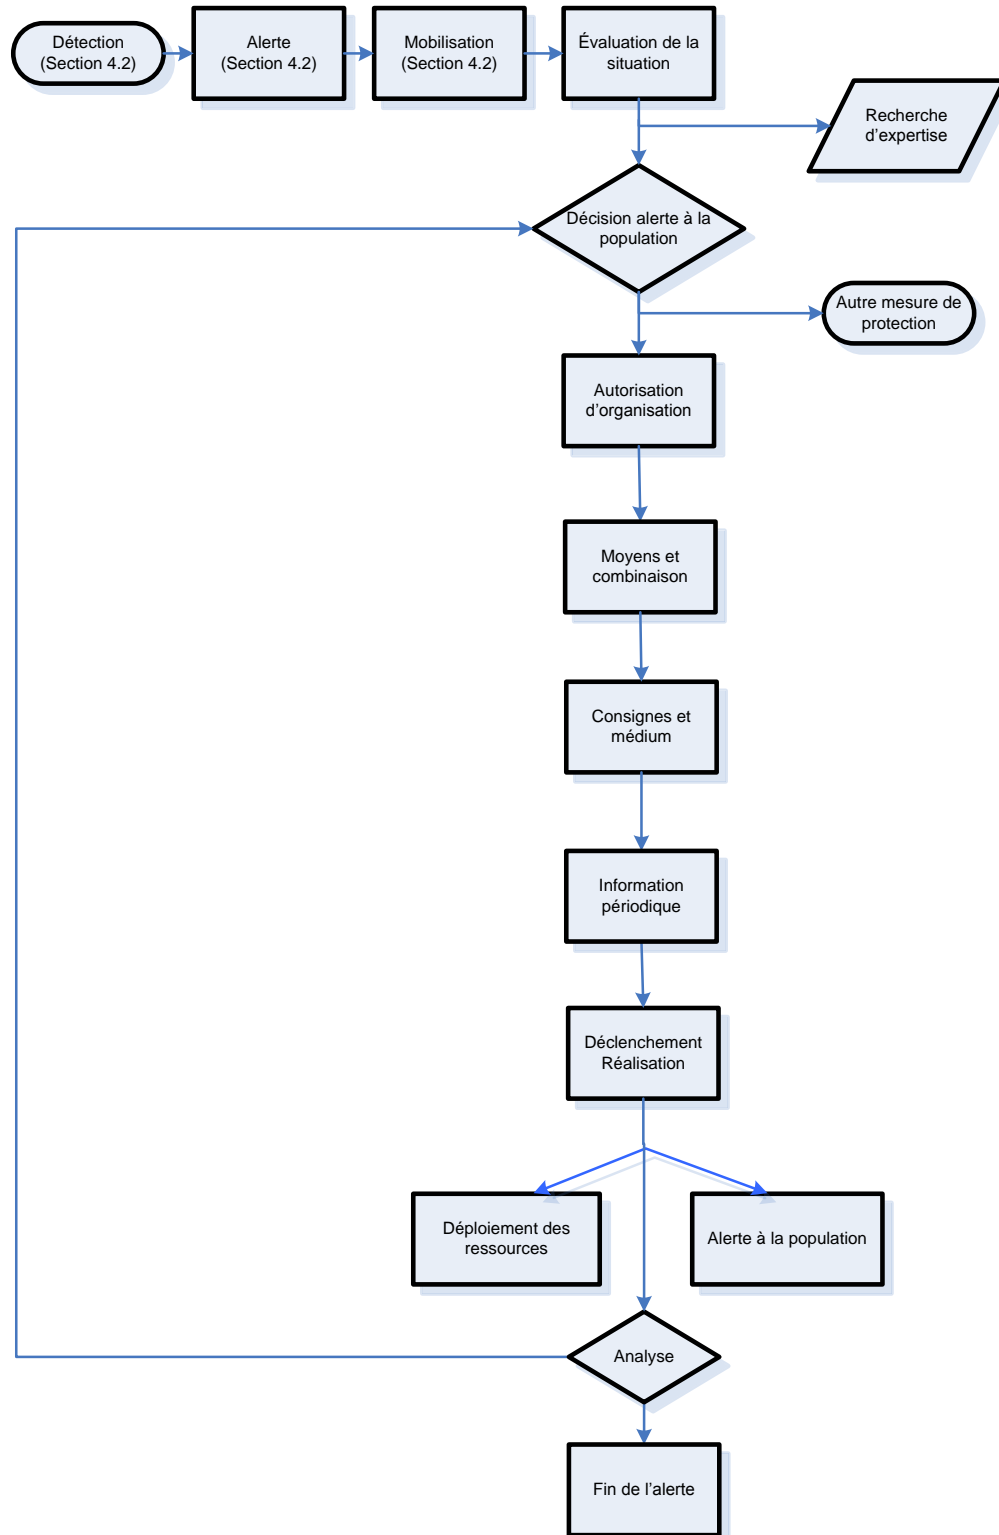 Détection
(Section 4.2)
Alerte
(Section 4.2)
Mobilisation
(Section 4.2)
Évaluation de la
situation
Recherche
d’expertise
Décision alerte à la
population
Autre mesure de
protection
Autorisation
d’organisation
Moyens et
combinaison
Consignes et
médium
Information
périodique
Déclenchement
Réalisation
Déploiement des
ressources
Alerte à la population
Analyse
Fin de l’alerte